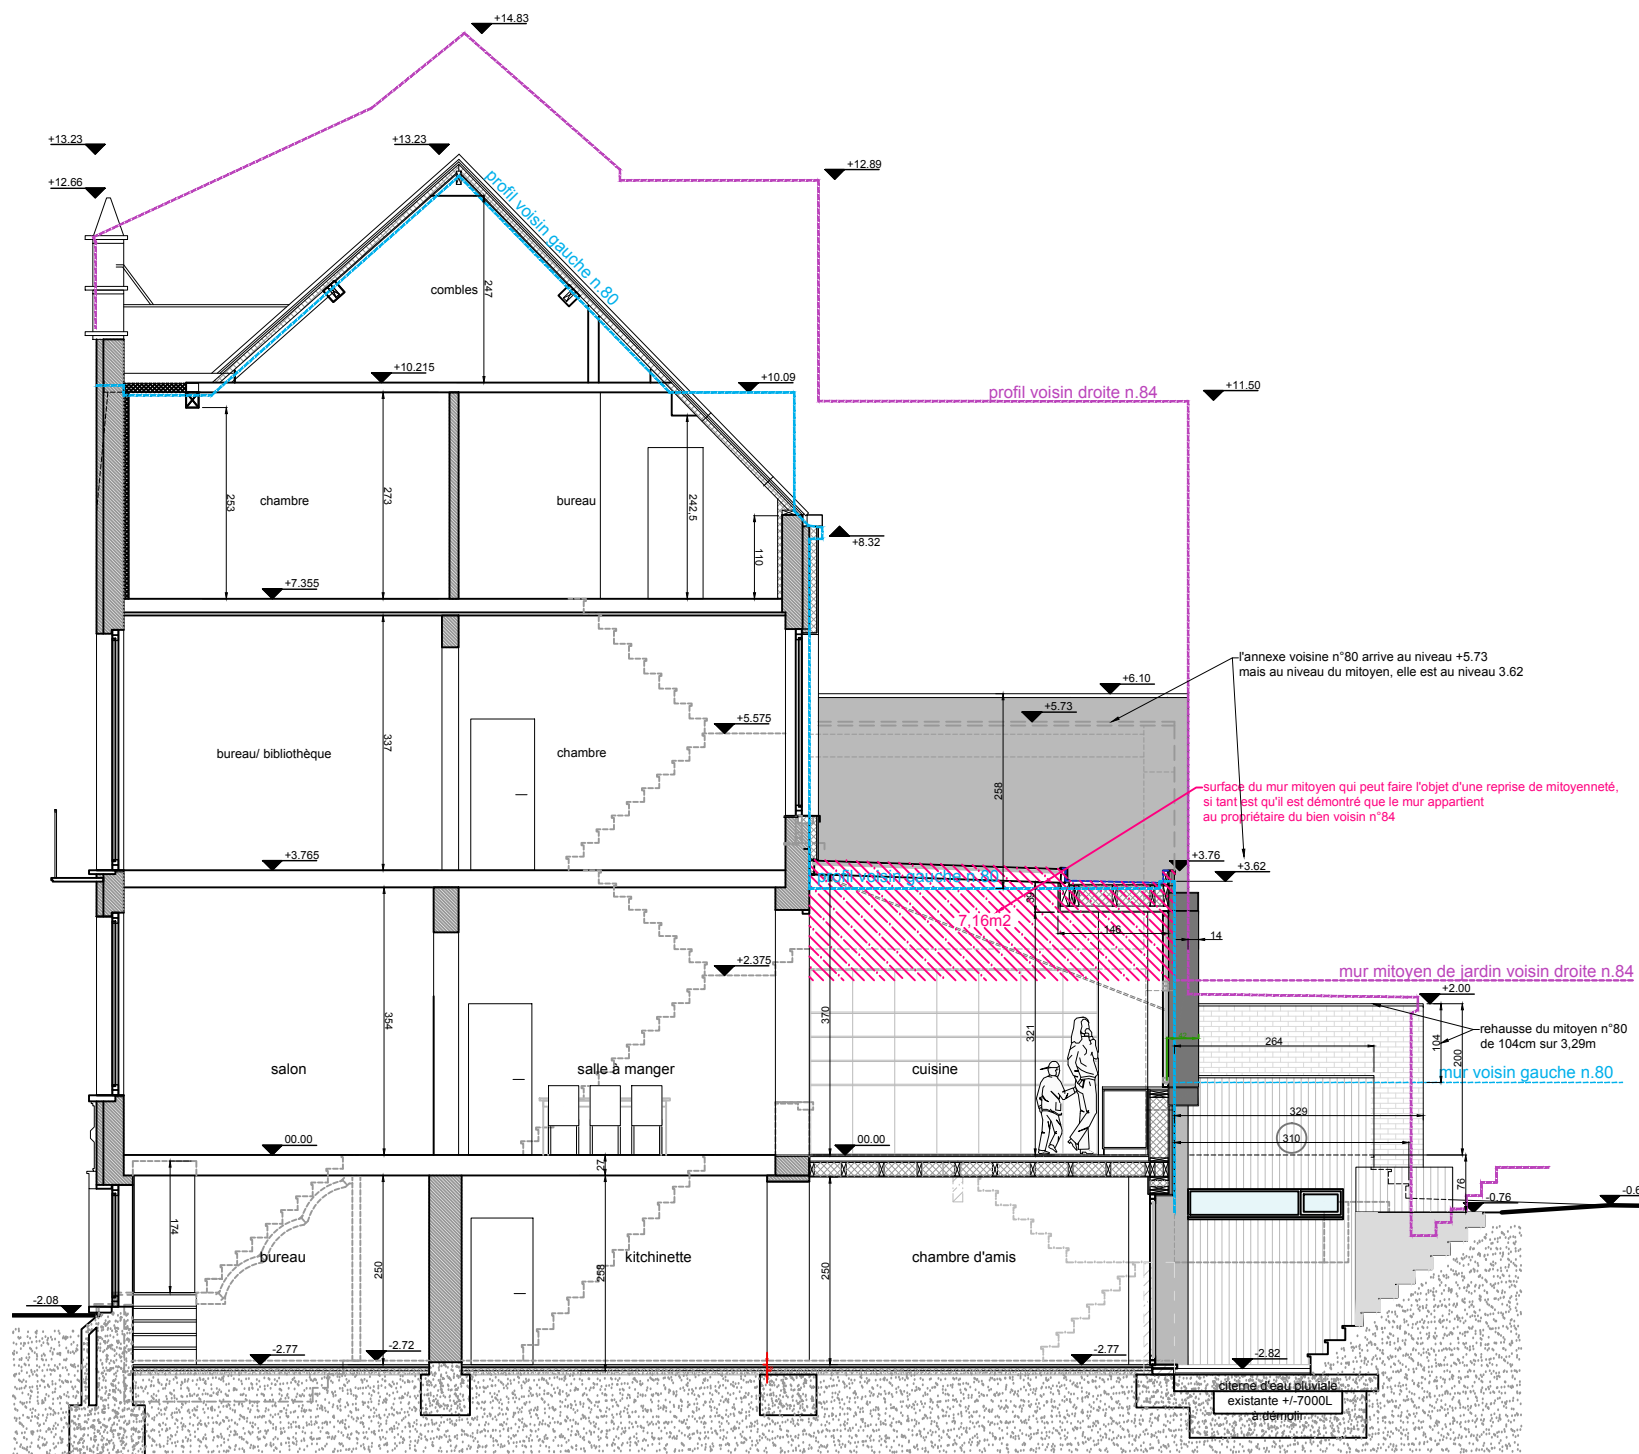 +14.83
+13.23
+13.23
+12.89
+12.66
profil voisin gauche n.80
combles
247
+10.215
+10.09
+11.50
profil voisin droite n.84
253
chambre
273
bureau
242,5
110
+8.32
+7.355
l'annexe voisine n°80 arrive au niveau +5.73
mais au niveau du mitoyen, elle est au niveau 3.62
+6.10
+5.73
+5.575
bureau/ bibliothèque
337
chambre
258
surface du mur mitoyen qui peut faire l'objet d'une reprise de mitoyenneté,
si tant est qu'il est démontré que le mur appartient
au propriétaire du bien voisin n°84
+3.765
+3.76
+3.62
profil voisin gauche n.80
39
7,16m2
146
14
+2.375
mur mitoyen de jardin voisin droite n.84
+2.00
rehausse du mitoyen n°80
de 104cm sur 3,29m
354
370
321
264
104
200
salon
salle à manger
cuisine
mur voisin gauche n.80
329
310
00.00
00.00
27
76
174
-0.76
-0.6
bureau
250
kitchinette
258
chambre d'amis
250
-2.08
-2.77
-2.72
-2.77
-2.82
citerne d'eau pluviale
existante +/-7000L
à démolir